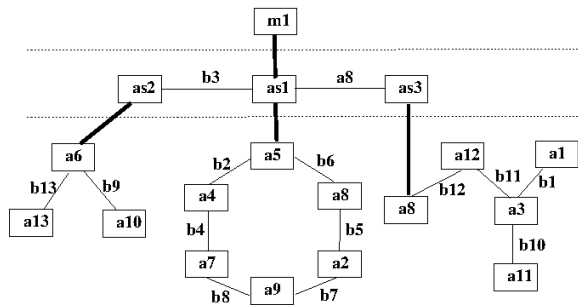 m1
as2 b3 as1 a8 as3
a6 a5 a12 a1
b13 b9 b2 b6 b12 b11 b1
a13 a10 a4 a8 a8 a3
b4 b5 b10
a7 a9 a2 a11
b8 b7